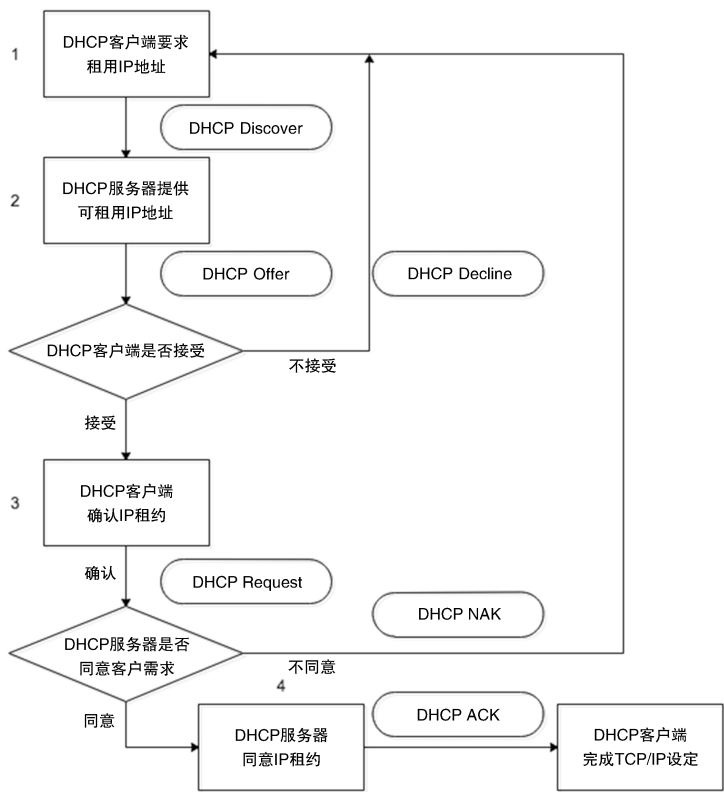 1
DHCP客户端要求
租用IP地址
DHCP Discover
2
DHCP服务器提供
可租用IP地址
DHCP Offer
DHCP Decline
DHCP客户端是否接受
不接受
接受
3
DHCP客户端
确认IP租约
确认
DHCP Request
DHCP NAK
DHCP服务器是否
同意客户需求
不同意
4
同意
DHCP服务器
同意IP租约
DHCP ACK
DHCP客户端
完成TCP/IP设定